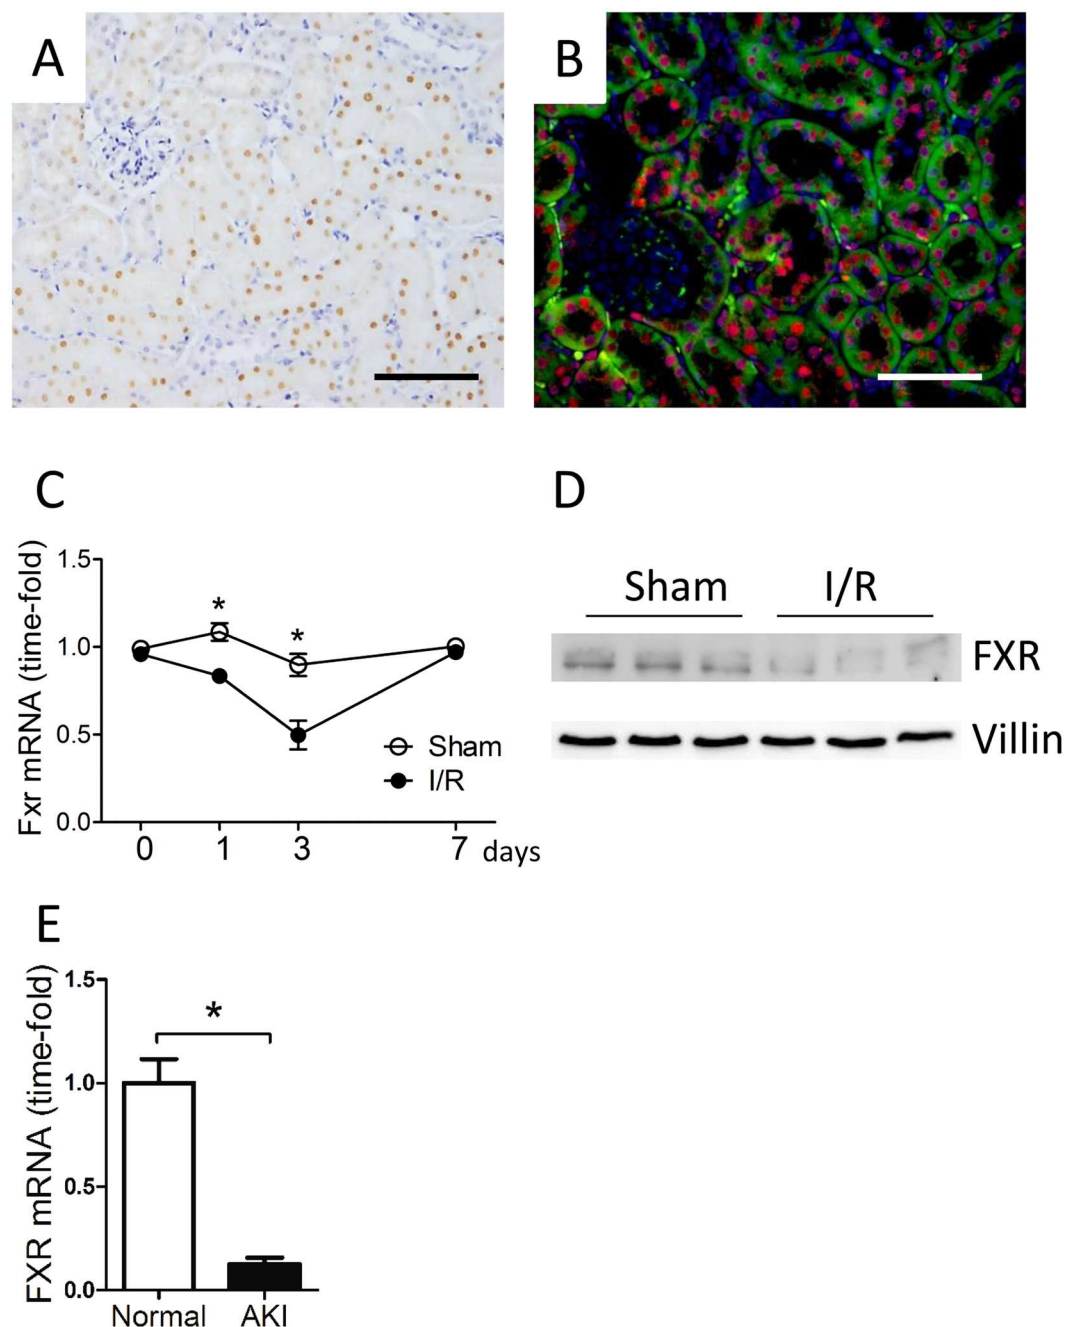 A
B
C
Fxr mRNA (time-fold)
1.5
1.0
0.5
0.0
*
*
Sham
I/R
0 1 3 7 days
D
Sham I/R
FXR
Villin
E
FXR mRNA (time-fold)
1.5
1.0
0.5
0.0
*
Normal AKI